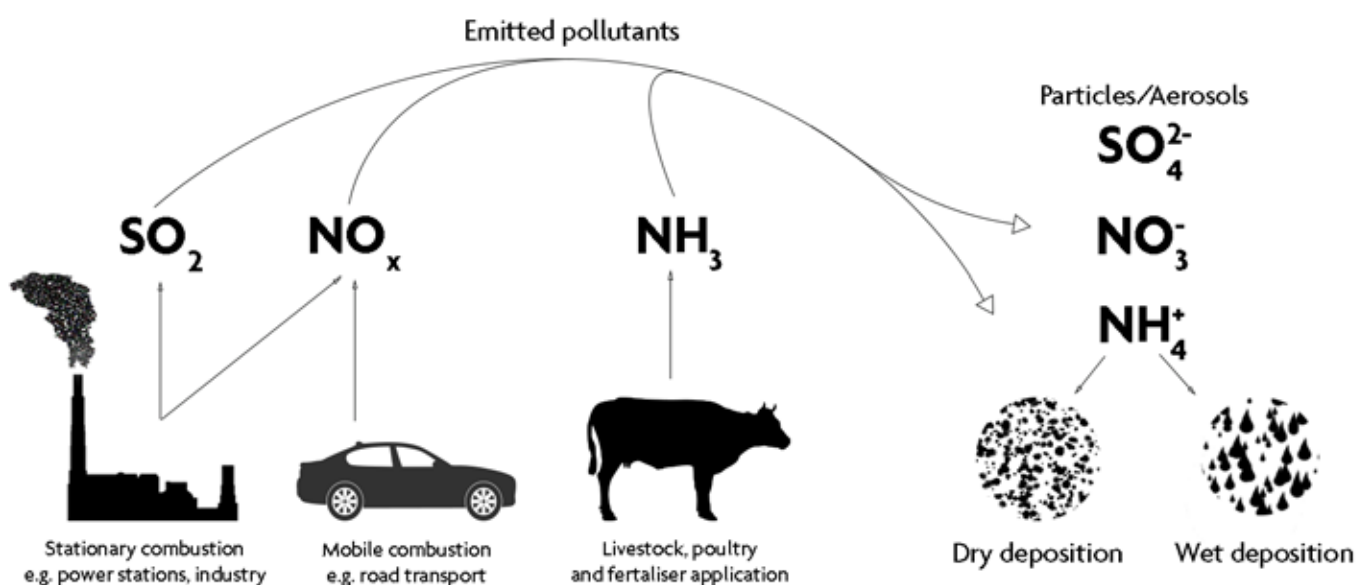 Emitted pollutants
Particles/Aerosols
SO₄²⁻
SO₂
NOₓ
NH₃
NO₃⁻
NH₄⁺
Stationary combustion
e.g. power stations, industry
Mobile combustion
e.g. road transport
Livestock, poultry
and fertaliser application
Dry deposition
Wet deposition